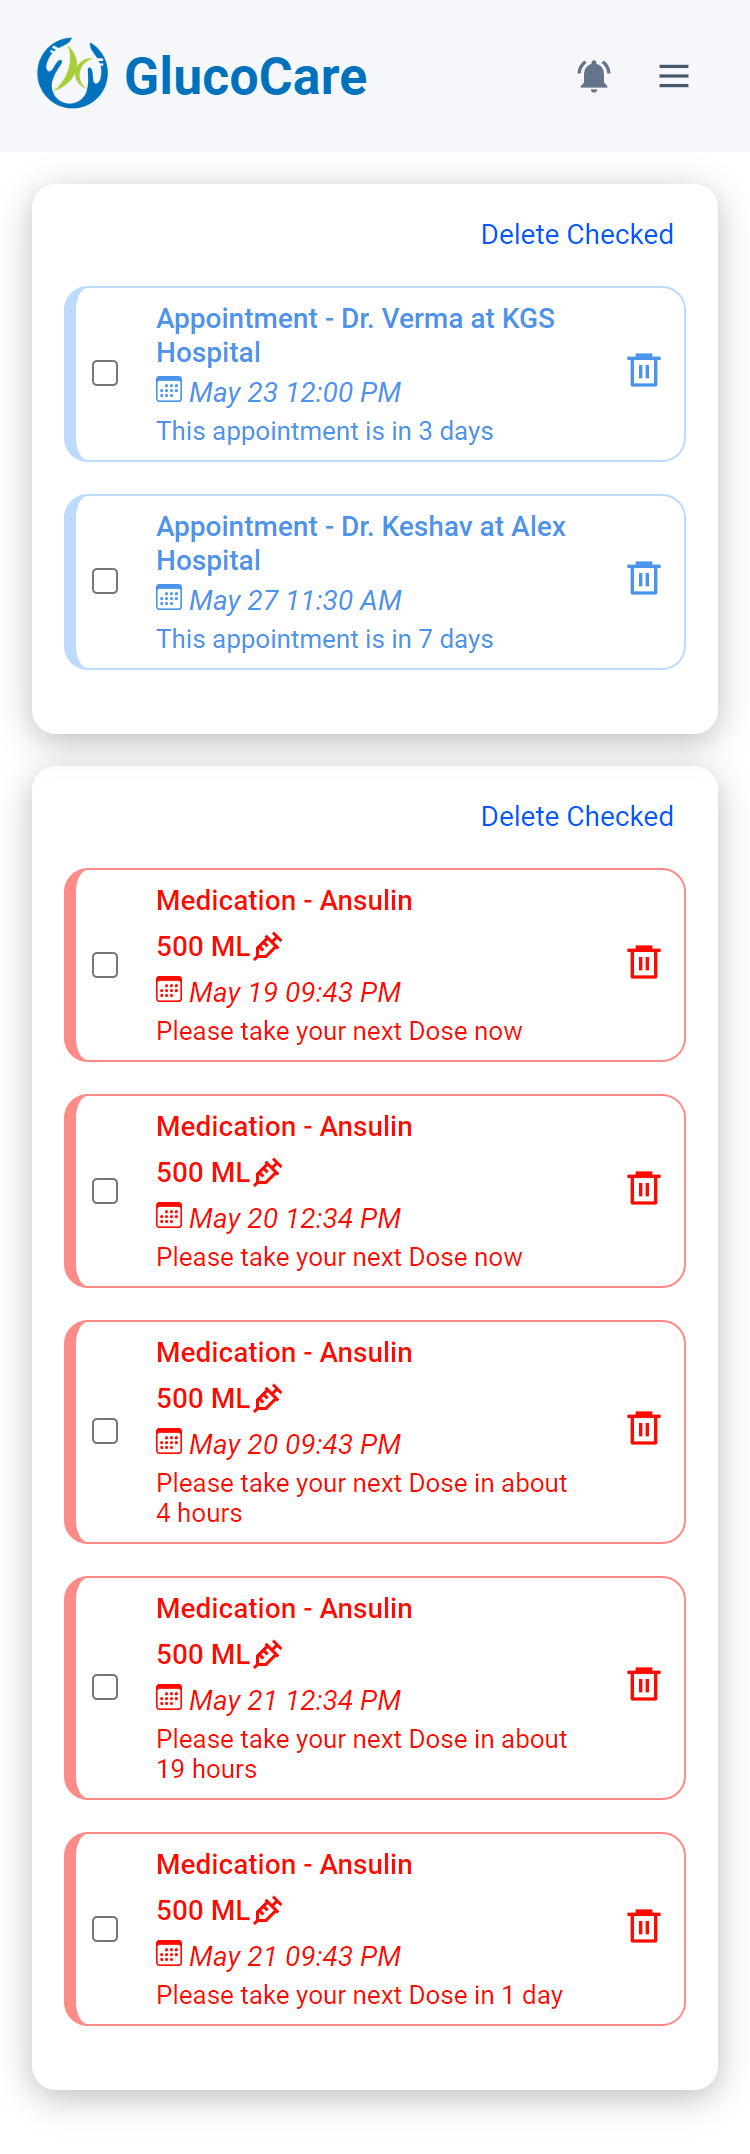 GlucoCare
Delete Checked
Appointment - Dr. Verma at KGS
Hospital
May 23 12:00 PM
This appointment is in 3 days
Appointment - Dr. Keshav at Alex
Hospital
May 27 11:30 AM
This appointment is in 7 days
Delete Checked
Medication - Ansulin
500 ML
May 19 09:43 PM
Please take your next Dose now
Medication - Ansulin
500 ML
May 20 12:34 PM
Please take your next Dose now
Medication - Ansulin
500 ML
May 20 09:43 PM
Please take your next Dose in about
4 hours
Medication - Ansulin
500 ML
May 21 12:34 PM
Please take your next Dose in about
19 hours
Medication - Ansulin
500 ML
May 21 09:43 PM
Please take your next Dose in 1 day